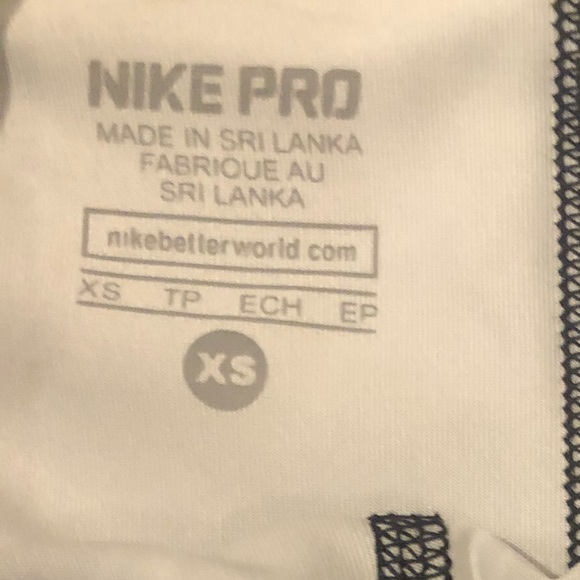 NIKE PRO
MADE IN SRI LANKA
FABRIQUE AU
SRI LANKA
nikebetterworld com
XS TP ECH EP
XS